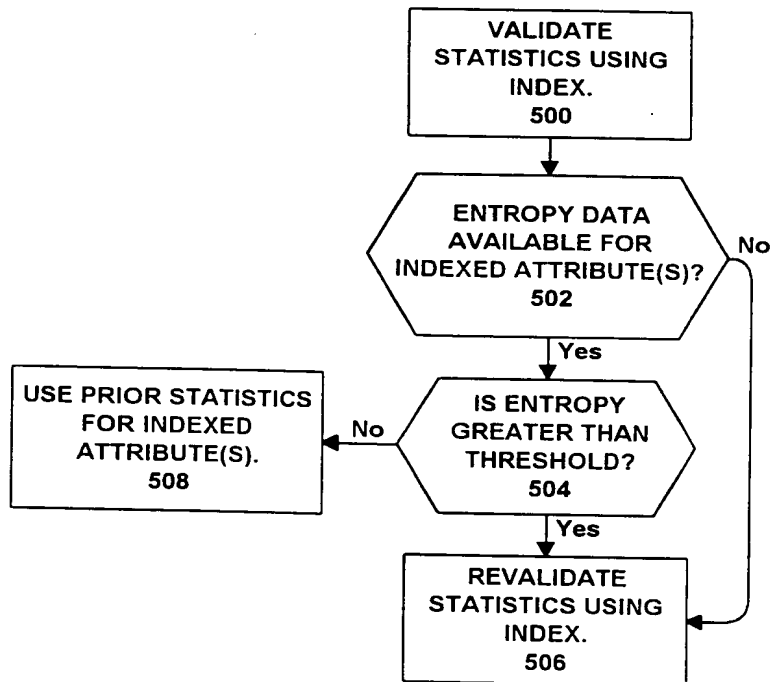 VALIDATE
STATISTICS USING
INDEX.
500
ENTROPY DATA
AVAILABLE FOR
INDEXED ATTRIBUTE(S)?
502
No
Yes
IS ENTROPY
GREATER THAN
THRESHOLD?
504
No
USE PRIOR STATISTICS
FOR INDEXED
ATTRIBUTE(S).
508
Yes
REVALIDATE
STATISTICS USING
INDEX.
506